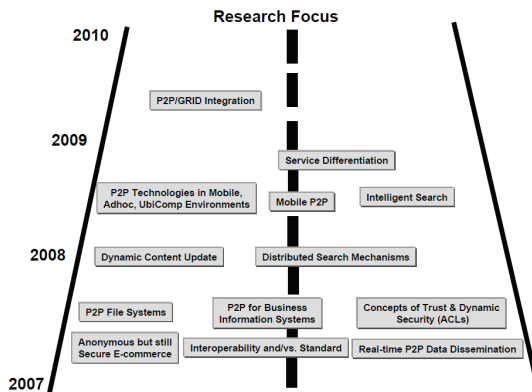 Research Focus
2010
P2P/GRID Integration
2009
Service Differentiation
P2P Technologies in Mobile,
Adhoc, UbiComp Environments
Mobile P2P
Intelligent Search
2008
Dynamic Content Update
Distributed Search Mechanisms
P2P File Systems
P2P for Business
Information Systems
Concepts of Trust & Dynamic
Security (ACLs)
Anonymous but still
Secure E-commerce
Interoperability and/vs. Standard
Real-time P2P Data Dissemination
2007